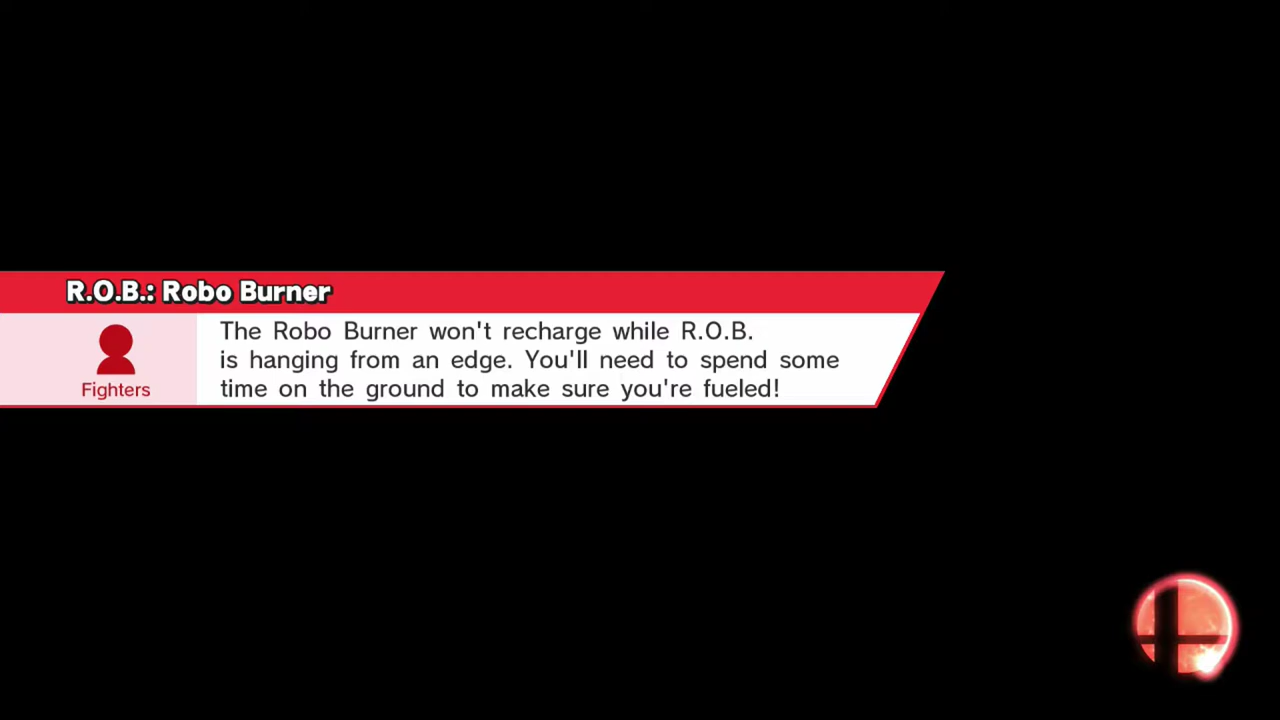 R.O.B.: Robo Burner
The Robo Burner won't recharge while R.O.B.
is hanging from an edge. You'll need to spend some
time on the ground to make sure you're fueled!
Fighters